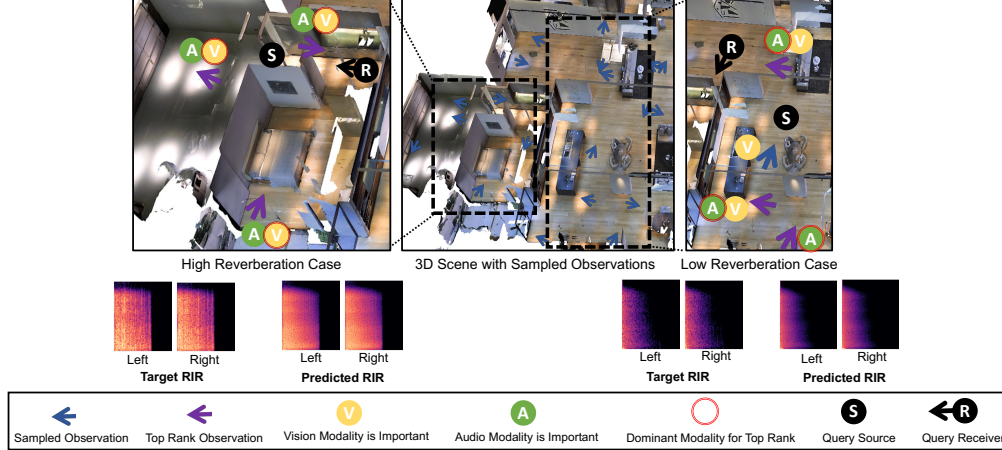 A V
A V
S
R
A V
A V
R
S
V
A V
A
High Reverberation Case
3D Scene with Sampled Observations
Low Reverberation Case
Left Right
Left Right
Left Right
Left Right
Target RIR
Predicted RIR
Target RIR
Predicted RIR
V
A
S
R
Sampled Observation
Top Rank Observation
Vision Modality is Important
Audio Modality is Important
Dominant Modality for Top Rank
Query Source
Query Receiver